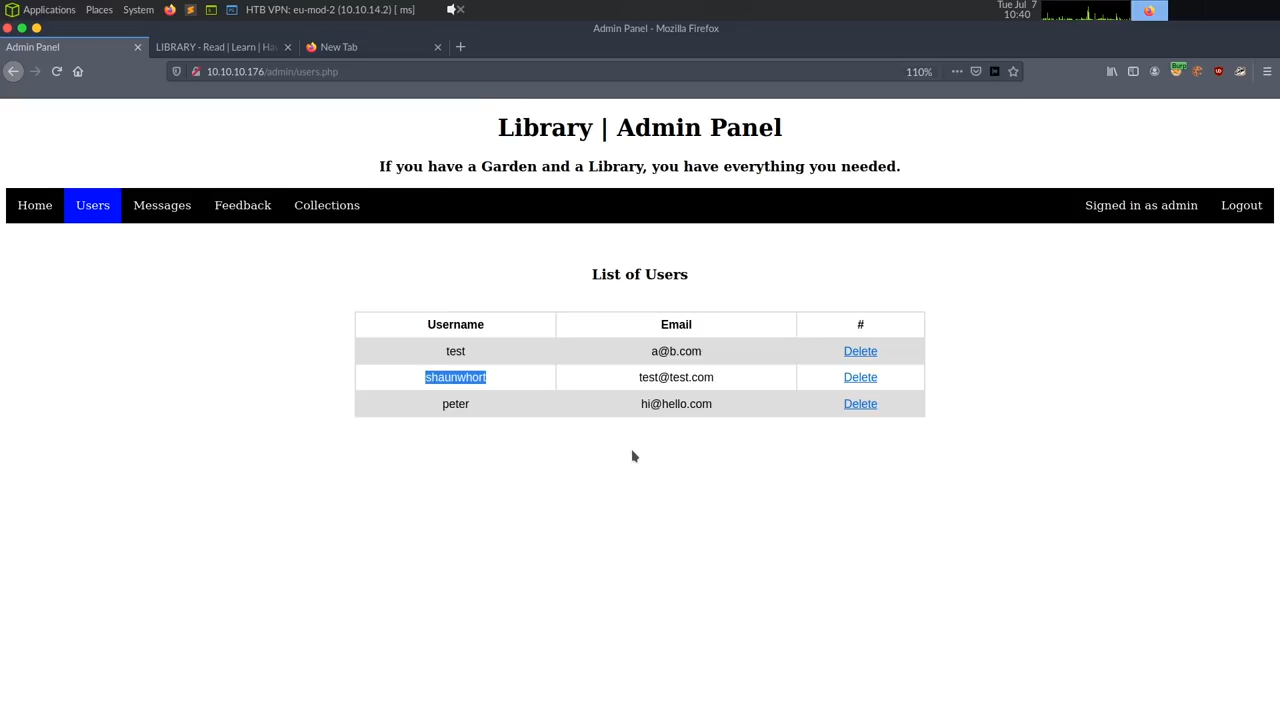 Applications Places System HTB VPN: eu-mod-2 (10.10.14.2) [ ms] Tue Jul 7
10:40
Admin Panel - Mozilla Firefox
Admin Panel LIBRARY - Read | Learn | Ha New Tab
10.10.10.176/admin/users.php 110% Burp
Library | Admin Panel
If you have a Garden and a Library, you have everything you needed.
Home Users Messages Feedback Collections Signed in as admin Logout
List of Users
Username Email #
test a@b.com Delete
shaunwhort test@test.com Delete
peter hi@hello.com Delete